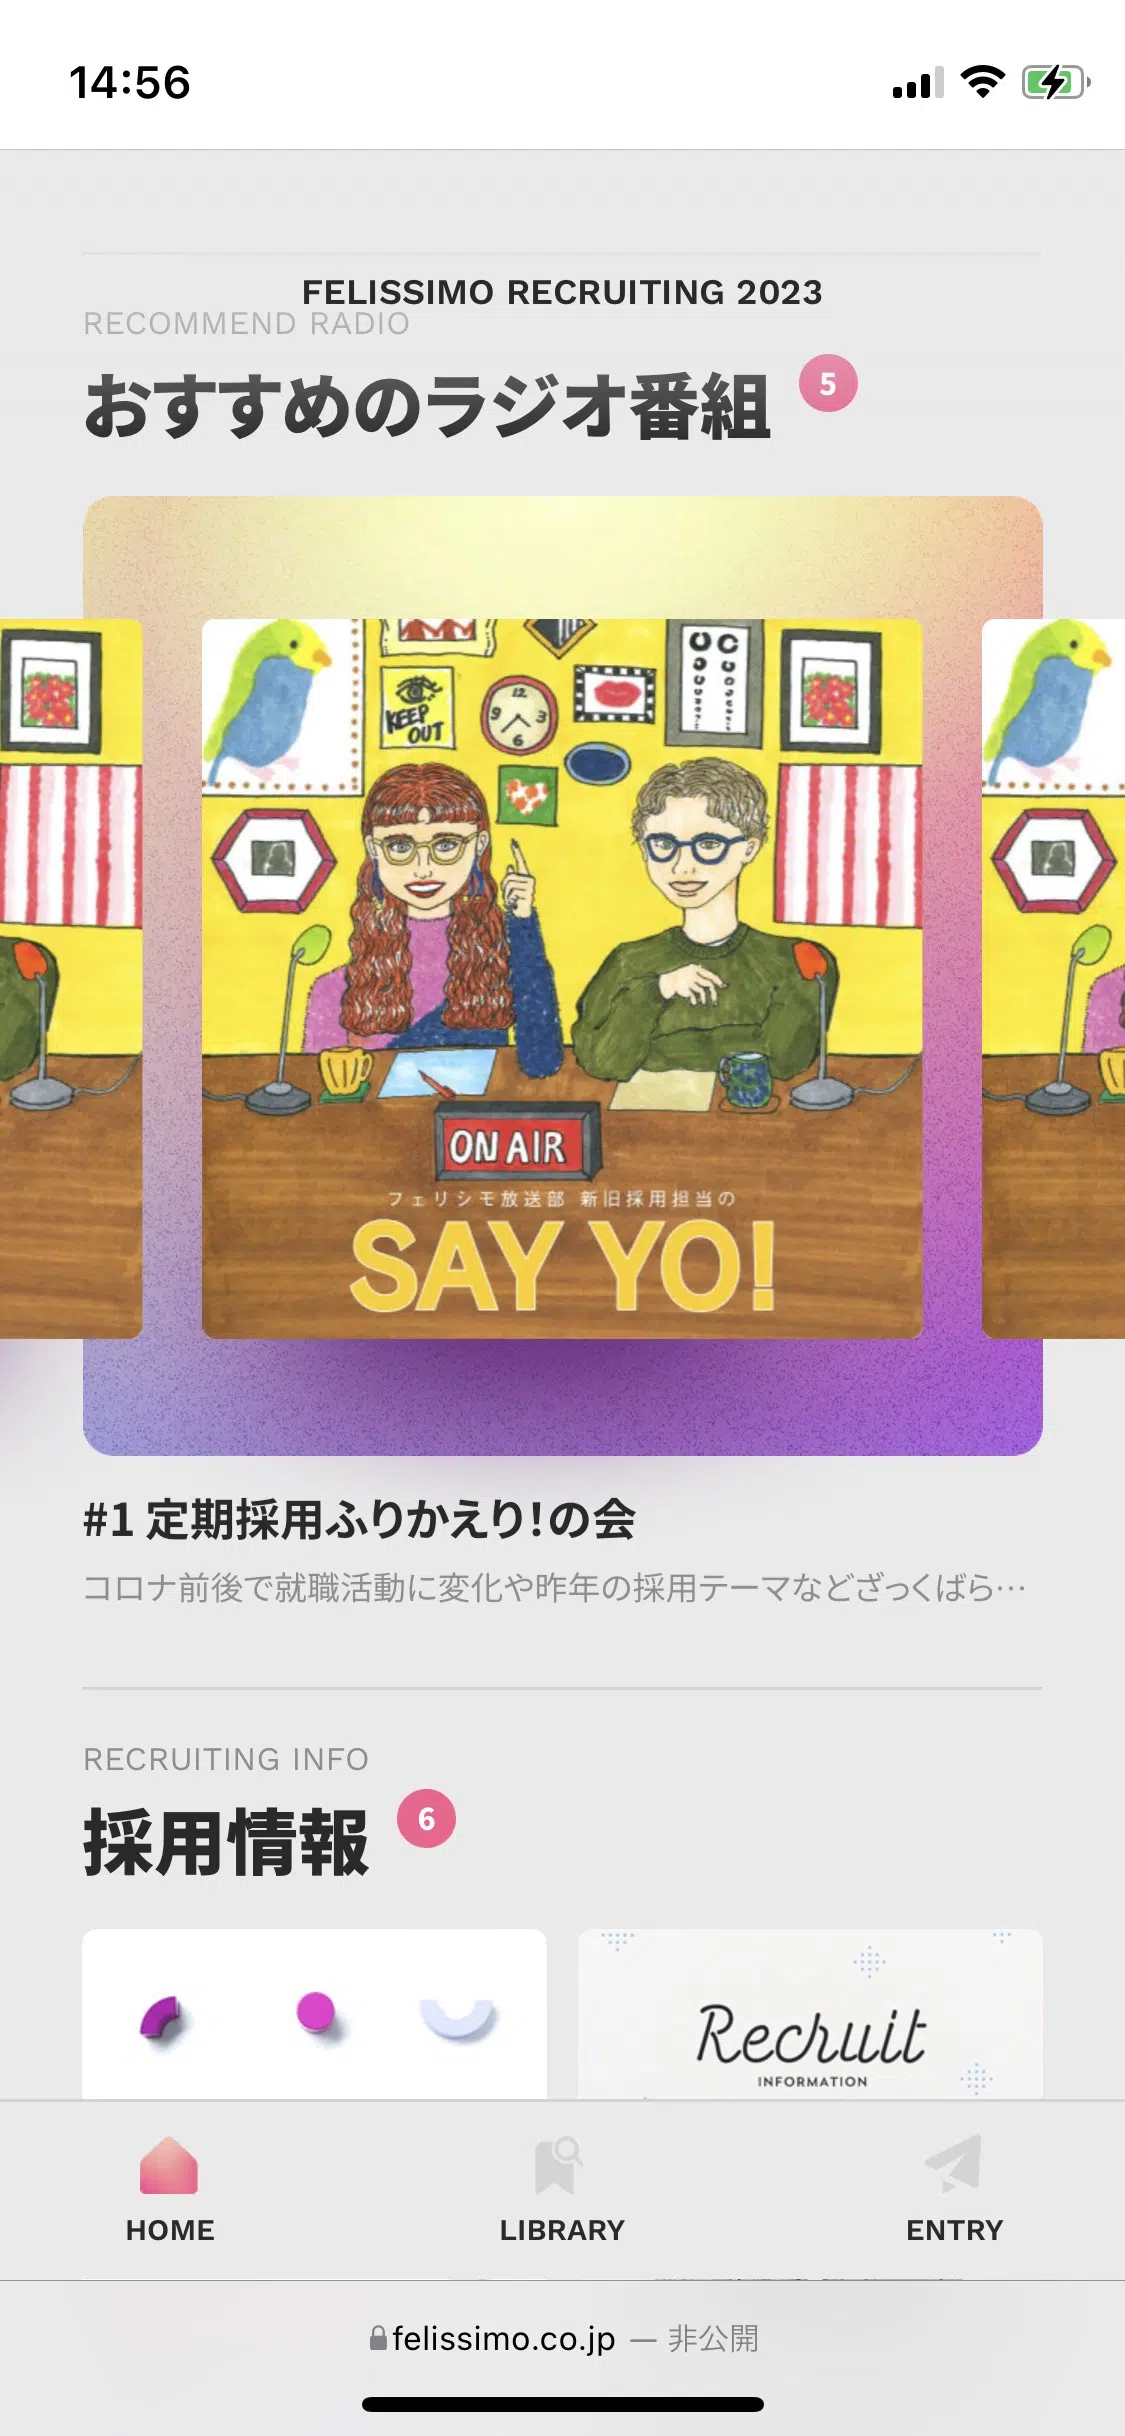 14:56
FELISSIMO RECRUITING 2023
RECOMMEND RADIO
おすすめのラジオ番組 5
KEEP
OUT
12
9 3
6
ON AIR
フェリシモ放送部 新旧採用担当の
SAY YO!
#1 定期採用ふりかえり!の会
コロナ前後で就職活動に変化や昨年の採用テーマなどざっくばら…
RECRUITING INFO
採用情報 6
Recruit
INFORMATION
HOME LIBRARY ENTRY
felissimo.co.jp — 非公開